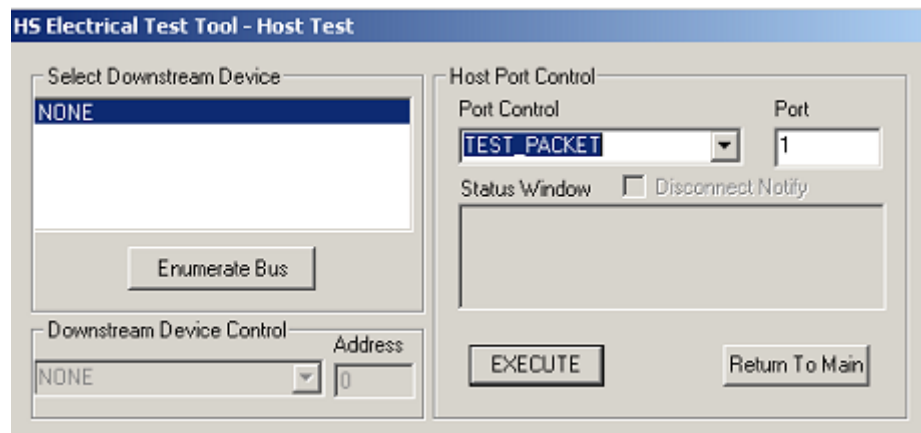 HS Electrical Test Tool - Host Test
Select Downstream Device
NONE
Enumerate Bus
Downstream Device Control
Address
NONE
0
Host Port Control
Port Control
Port
TEST_PACKET
1
Status Window
Disconnect Notify
EXECUTE
Return To Main